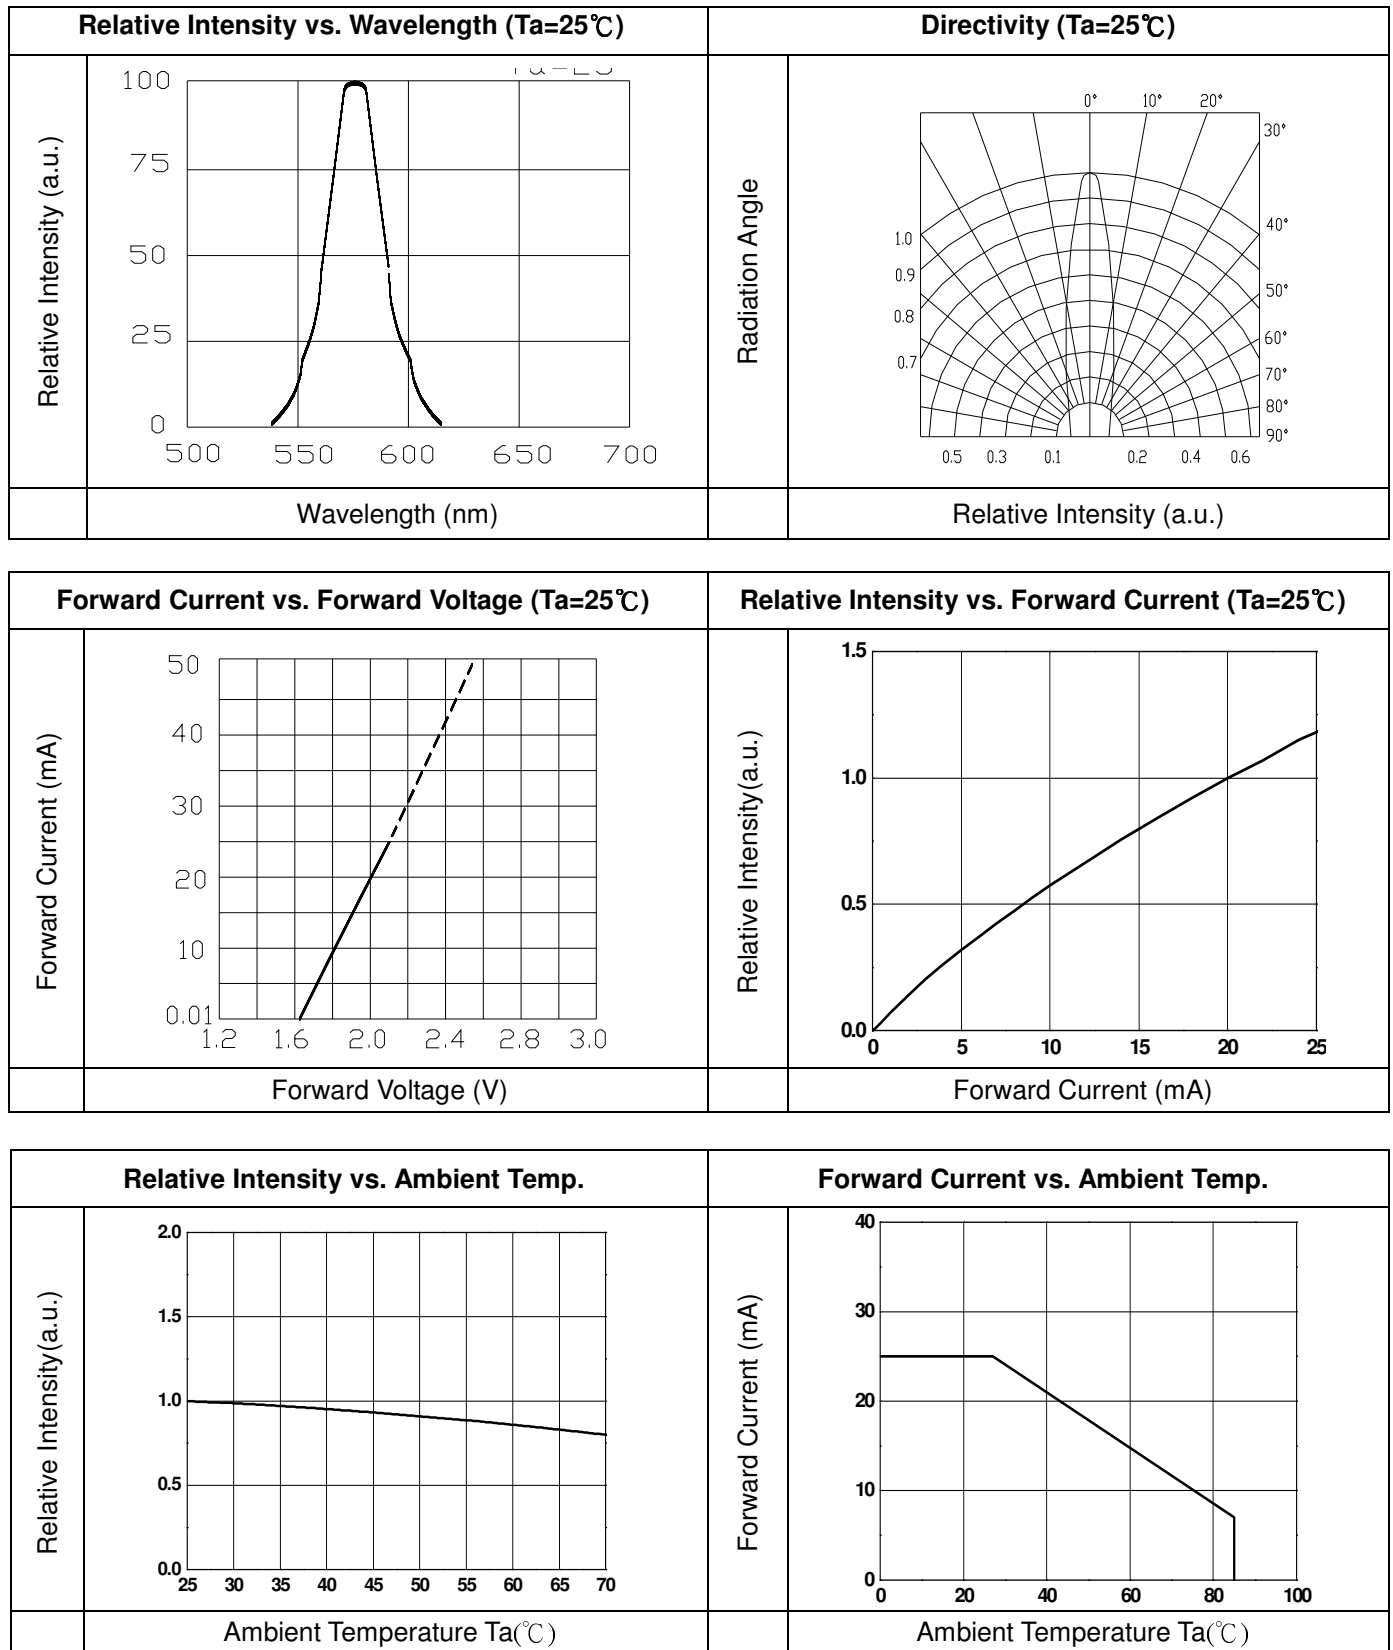 Relative Intensity vs. Wavelength (Ta=25℃)
Directivity (Ta=25℃)
Relative Intensity (a.u.)
100
75
50
25
0
500 550 600 650 700
Wavelength (nm)
Radiation Angle
0° 10° 20°
30°
40°
50°
60°
70°
80°
90°
1.0
0.9
0.8
0.7
0.5 0.3 0.1 0.2 0.4 0.6
Relative Intensity (a.u.)
Forward Current vs. Forward Voltage (Ta=25℃)
Relative Intensity vs. Forward Current (Ta=25℃)
Forward Current (mA)
50
40
30
20
10
0.01
1.2 1.6 2.0 2.4 2.8 3.0
Forward Voltage (V)
Relative Intensity(a.u.)
1.5
1.0
0.5
0.0
0 5 10 15 20 25
Forward Current (mA)
Relative Intensity vs. Ambient Temp.
Forward Current vs. Ambient Temp.
Relative Intensity(a.u.)
2.0
1.5
1.0
0.5
0.0
25 30 35 40 45 50 55 60 65 70
Ambient Temperature Ta(℃)
Forward Current (mA)
40
30
20
10
0
0 20 40 60 80 100
Ambient Temperature Ta(℃)